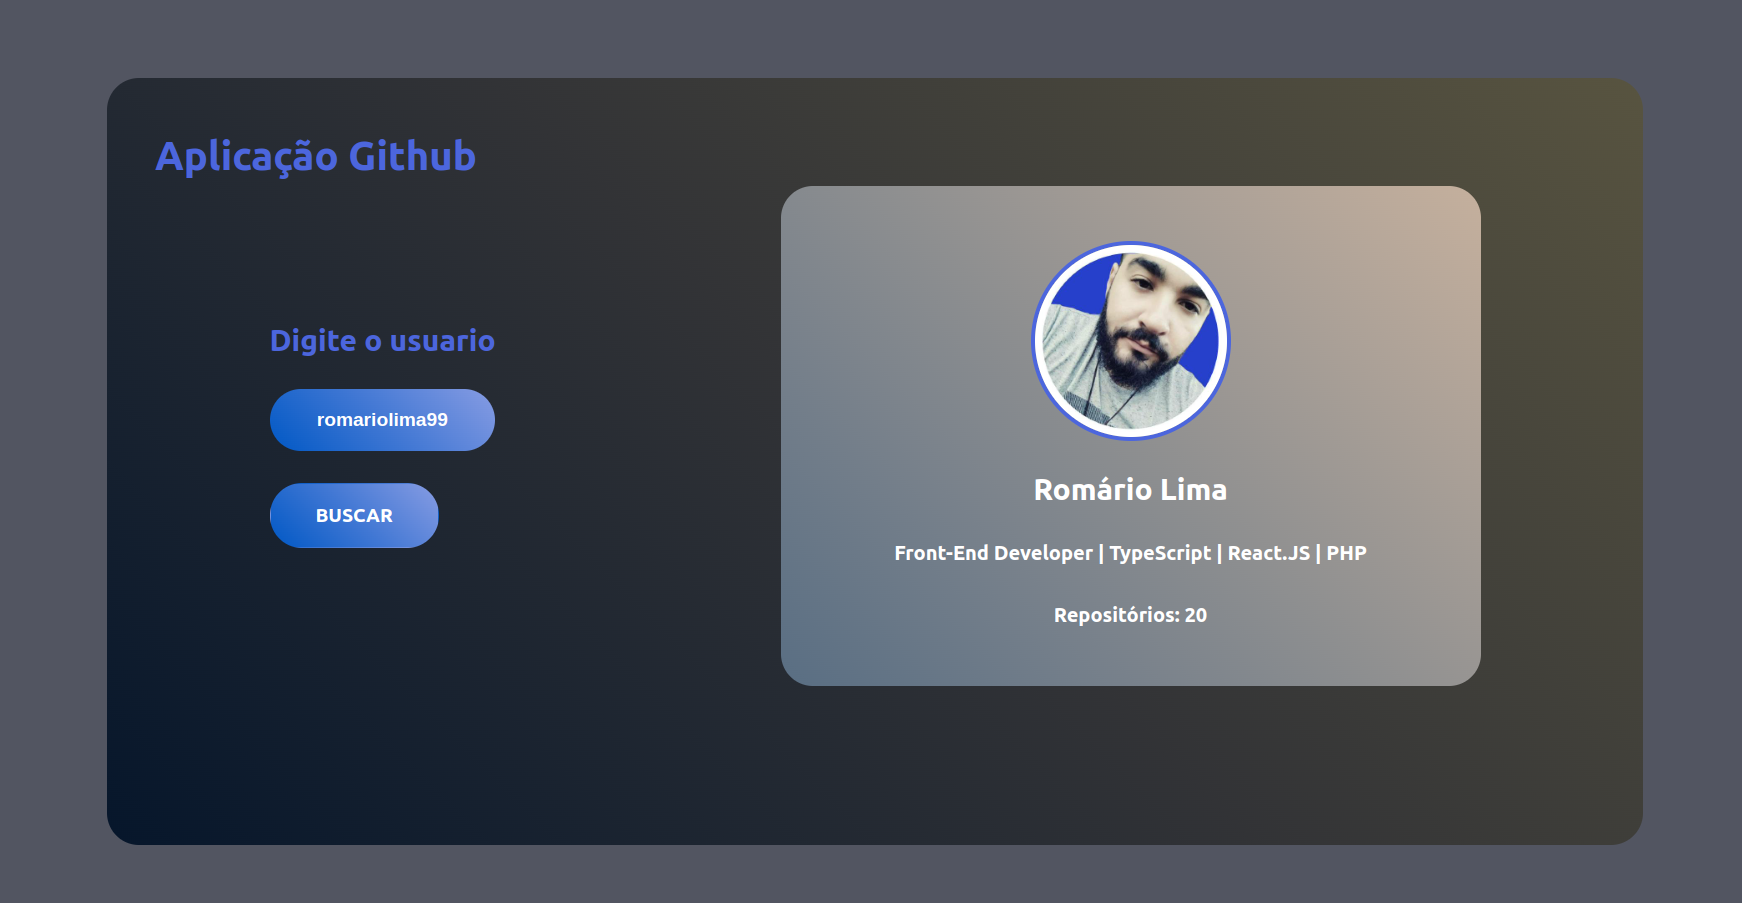 Aplicação Github
Digite o usuario
romariolima99
BUSCAR
Romário Lima
Front-End Developer | TypeScript | React.JS | PHP
Repositórios: 20